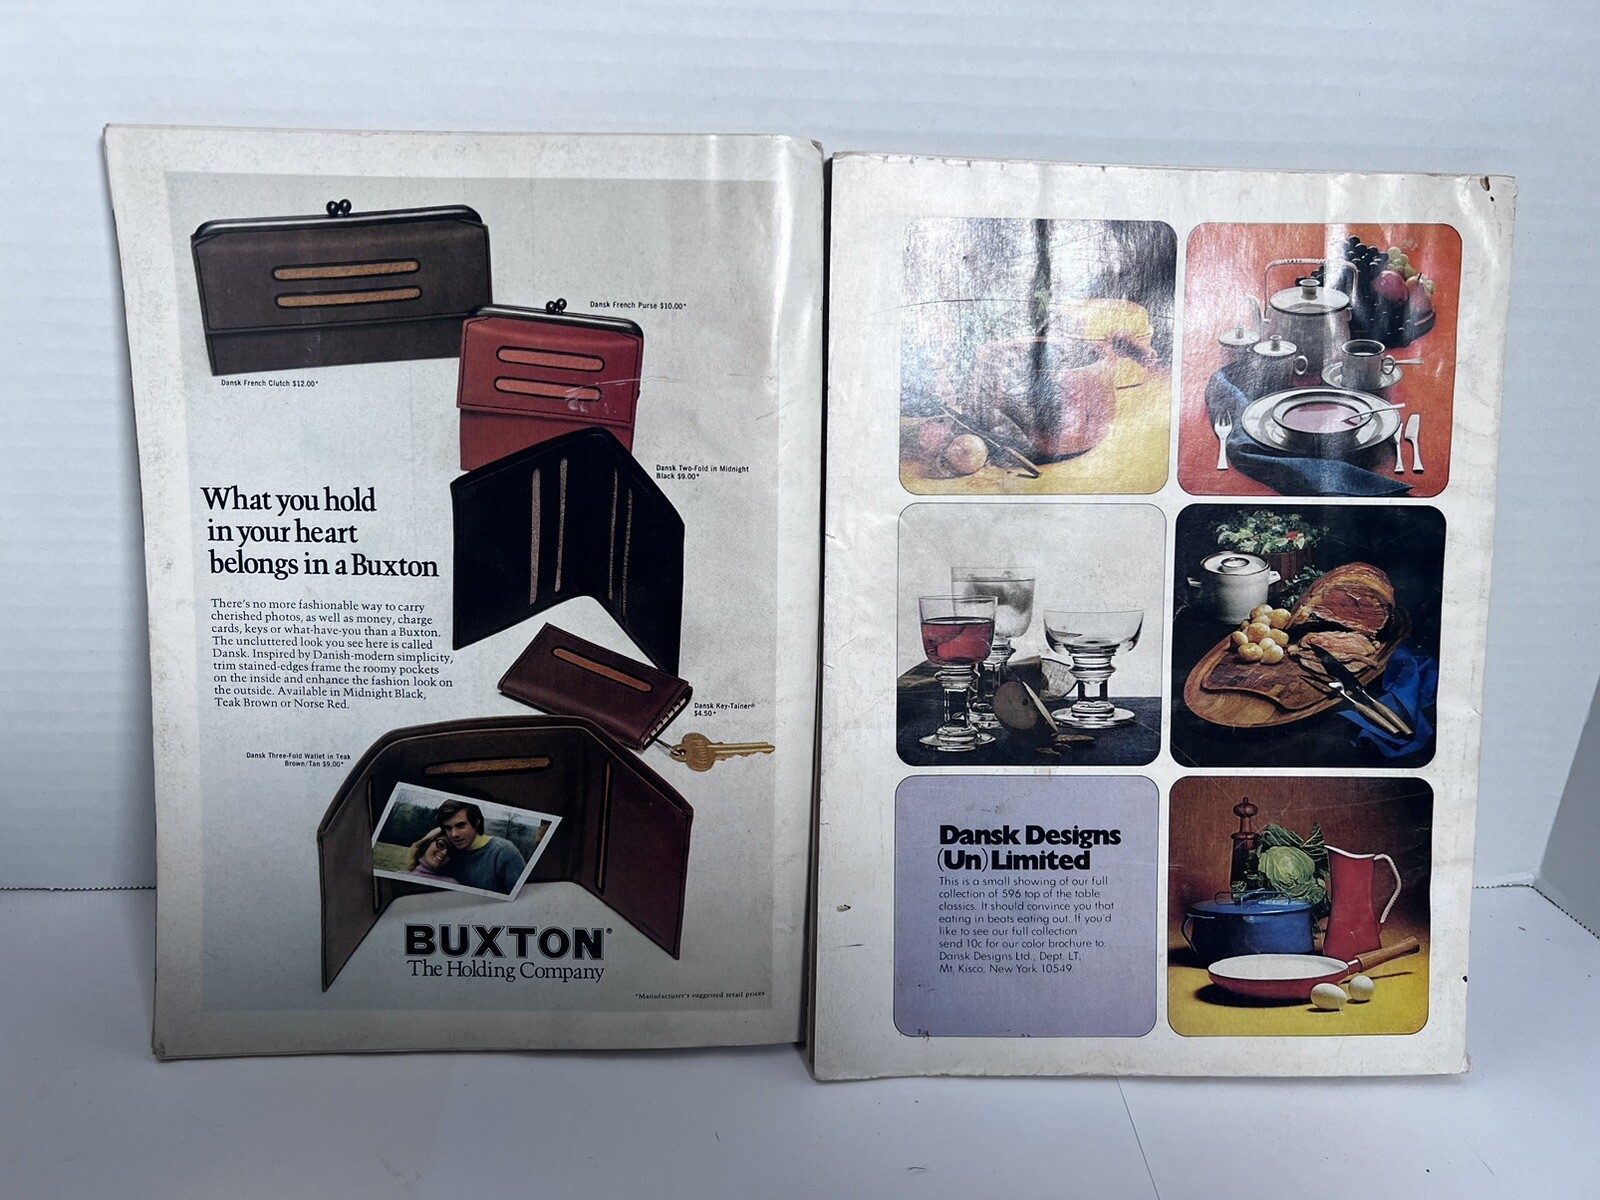 Dansk French Purse $10.00*
Dansk French Clutch $12.00*
Dansk Two-Fold in Midnight
Black $9.00*
What you hold
in your heart
belongs in a Buxton
There's no more fashionable way to carry
cherished photos, as well as money, charge
cards, keys or what-have-you than a Buxton.
The uncluttered look you see here is called
Dansk. Inspired by Danish-modern simplicity,
trim stained-edges frame the roomy pockets
on the inside and enhance the fashion look on
the outside. Available in Midnight Black,
Teak Brown or Norse Red.
Dansk Key-Tainer®
$4.50*
Dansk Three-Fold Wallet in Teak
Brown/Tan $9.00*
BUXTON®
The Holding Company
*Manufacturer's suggested retail prices
Dansk Designs
(Un)Limited
This is a small showing of our full
collection of 596 top of the table
classics. It should convince you that
eating in beats eating out. If you'd
like to see our full collection
send 10c for our color brochure to:
Dansk Designs Ltd., Dept. LT,
Mt. Kisco, New York 10549